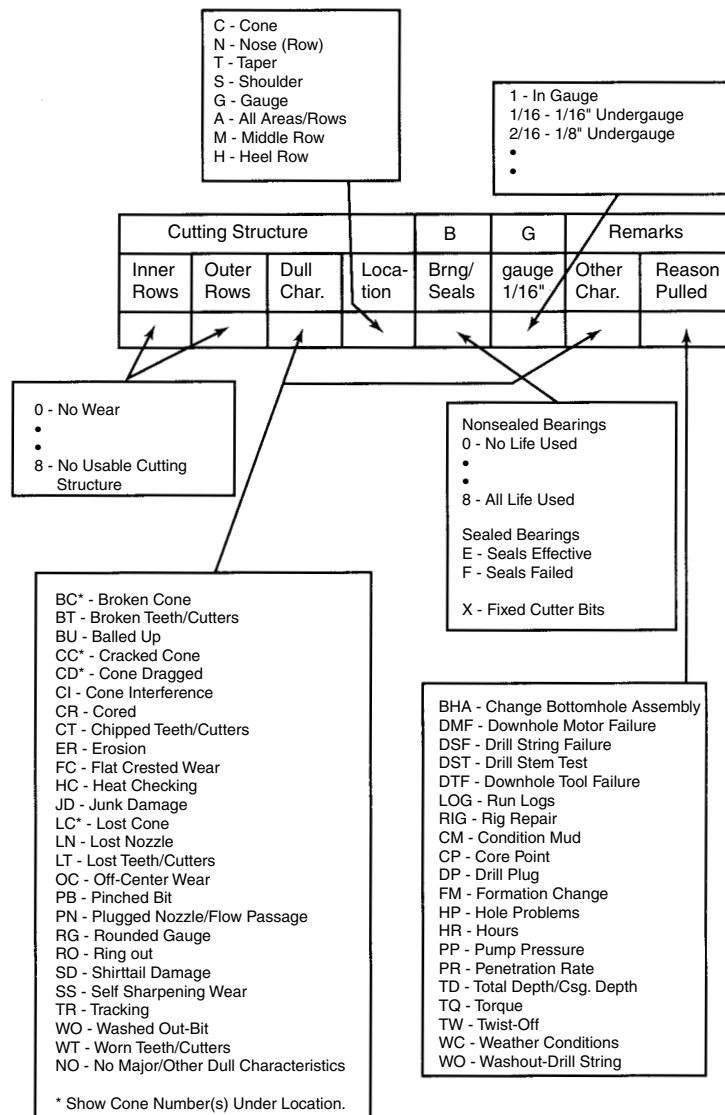 C - Cone
N - Nose (Row)
T - Taper
S - Shoulder
G - Gauge
A - All Areas/Rows
M - Middle Row
H - Heel Row
1 - In Gauge
1/16 - 1/16" Undergauge
2/16 - 1/8" Undergauge
•
•
Cutting Structure B G Remarks
Inner Outer Dull Loca- Brng/ gauge Other Reason
Rows Rows Char. tion Seals 1/16" Char. Pulled
0 - No Wear
•
•
8 - No Usable Cutting
Structure
Nonsealed Bearings
0 - No Life Used
•
•
8 - All Life Used
Sealed Bearings
E - Seals Effective
F - Seals Failed
X - Fixed Cutter Bits
BC* - Broken Cone
BT - Broken Teeth/Cutters
BU - Balled Up
CC* - Cracked Cone
CD* - Cone Dragged
CI - Cone Interference
CR - Cored
CT - Chipped Teeth/Cutters
ER - Erosion
FC - Flat Crested Wear
HC - Heat Checking
JD - Junk Damage
LC* - Lost Cone
LN - Lost Nozzle
LT - Lost Teeth/Cutters
OC - Off-Center Wear
PB - Pinched Bit
PN - Plugged Nozzle/Flow Passage
RG - Rounded Gauge
RO - Ring out
SD - Shirttail Damage
SS - Self Sharpening Wear
TR - Tracking
WO - Washed Out-Bit
WT - Worn Teeth/Cutters
NO - No Major/Other Dull Characteristics
* Show Cone Number(s) Under Location.
BHA - Change Bottomhole Assembly
DMF - Downhole Motor Failure
DSF - Drill String Failure
DST - Drill Stem Test
DTF - Downhole Tool Failure
LOG - Run Logs
RIG - Rig Repair
CM - Condition Mud
CP - Core Point
DP - Drill Plug
FM - Formation Change
HP - Hole Problems
HR - Hours
PP - Pump Pressure
PR - Penetration Rate
TD - Total Depth/Csg. Depth
TQ - Torque
TW - Twist-Off
WC - Weather Conditions
WO - Washout-Drill String